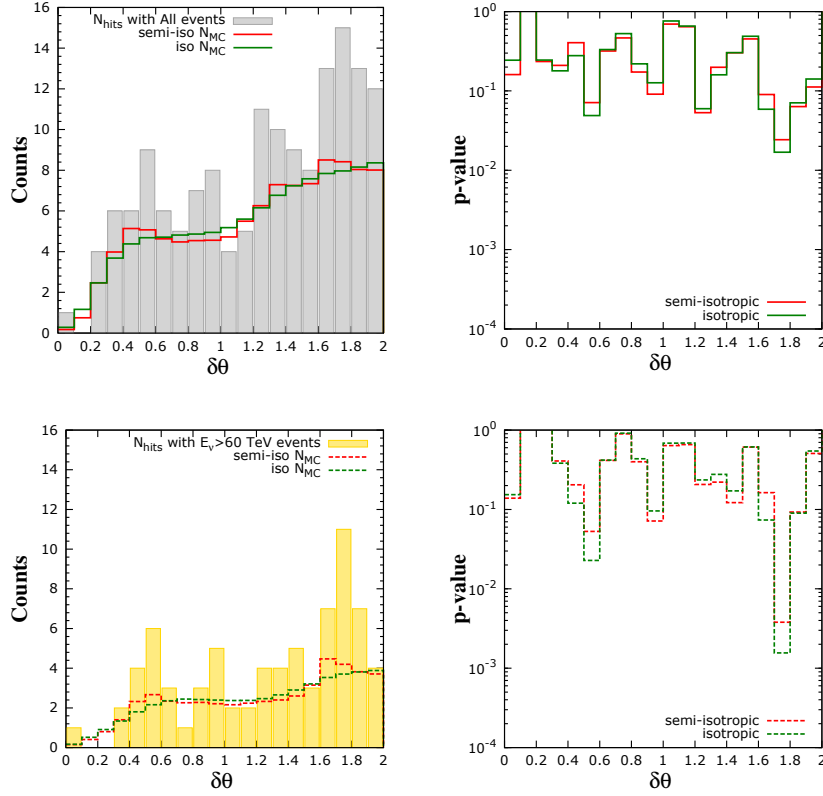 16
14
12
10
8
6
4
2
0
Counts
N_hits with All events
semi-iso N_MC
iso N_MC
0 0.2 0.4 0.6 0.8 1 1.2 1.4 1.6 1.8 2
δθ
10^0
10^-1
10^-2
10^-3
10^-4
p-value
semi-isotropic
isotropic
0 0.2 0.4 0.6 0.8 1 1.2 1.4 1.6 1.8 2
δθ
16
14
12
10
8
6
4
2
0
Counts
N_hits with E_ν>60 TeV events
semi-iso N_MC
iso N_MC
0 0.2 0.4 0.6 0.8 1 1.2 1.4 1.6 1.8 2
δθ
10^0
10^-1
10^-2
10^-3
10^-4
p-value
semi-isotropic
isotropic
0 0.2 0.4 0.6 0.8 1 1.2 1.4 1.6 1.8 2
δθ